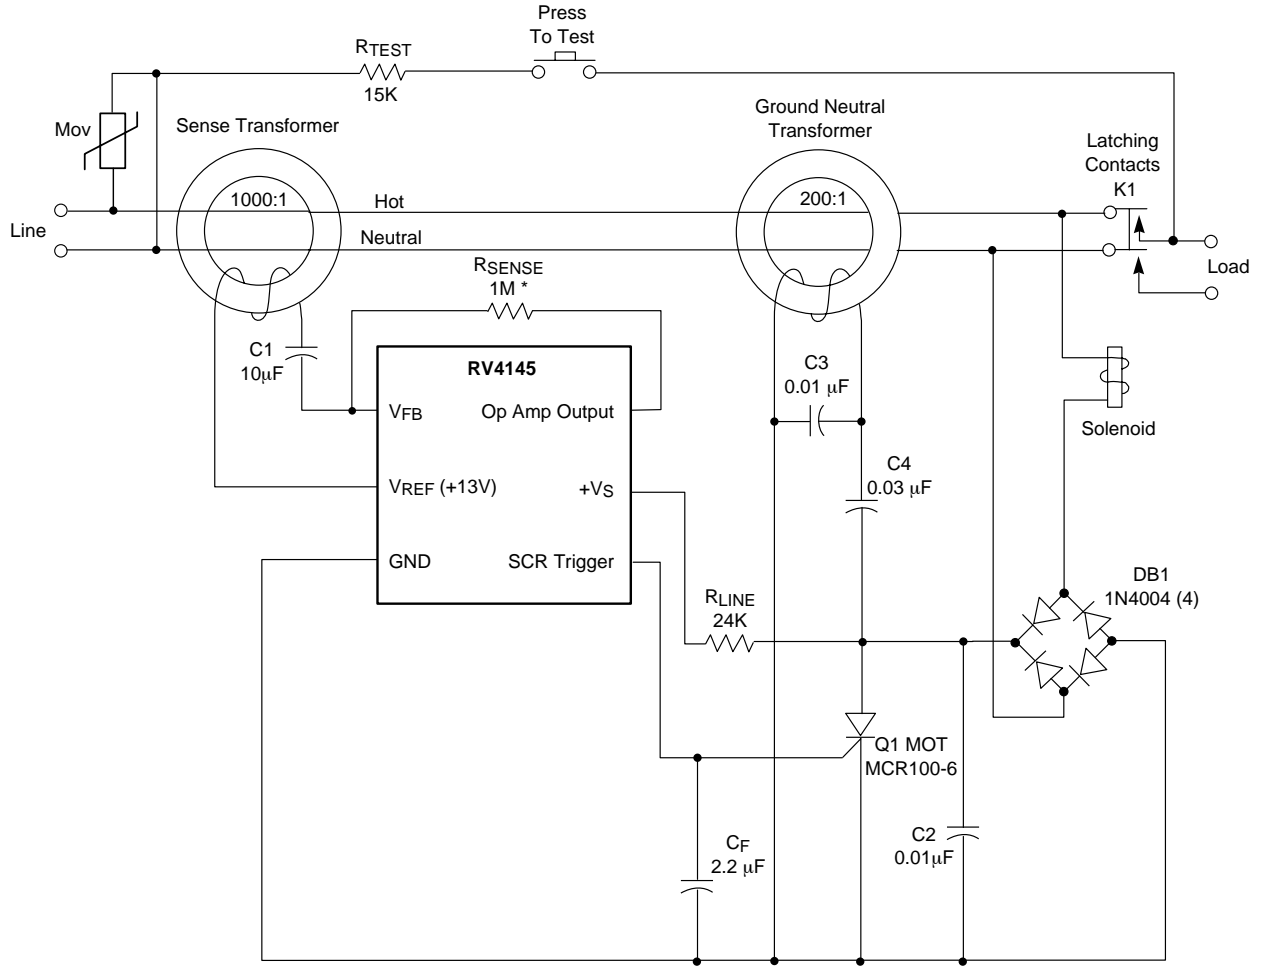 Press
To Test
RTEST
15K
Mov
Sense Transformer
Ground Neutral
Transformer
Latching
Contacts
K1
1000:1
200:1
Hot
Line
Neutral
Load
RSENSE
1M *
C1
10µF
RV4145
VFB
Op Amp Output
VREF (+13V)
+VS
GND
SCR Trigger
C3
0.01 µF
C4
0.03 µF
Solenoid
RLINE
24K
DB1
1N4004 (4)
Q1 MOT
MCR100-6
CF
2.2 µF
C2
0.01µF